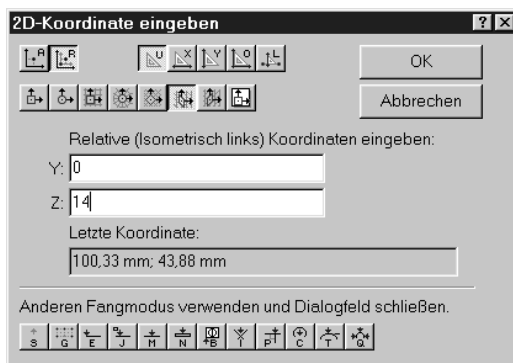 2D-Koordinate eingeben
? ×
A R U X Y O L
OK
Abbrechen
Relative (Isometrisch links) Koordinaten eingeben:
Y: 0
Z: 14
Letzte Koordinate:
100,33 mm; 43,88 mm
Anderen Fangmodus verwenden und Dialogfeld schließen.
S G E J M N B I P C T Q